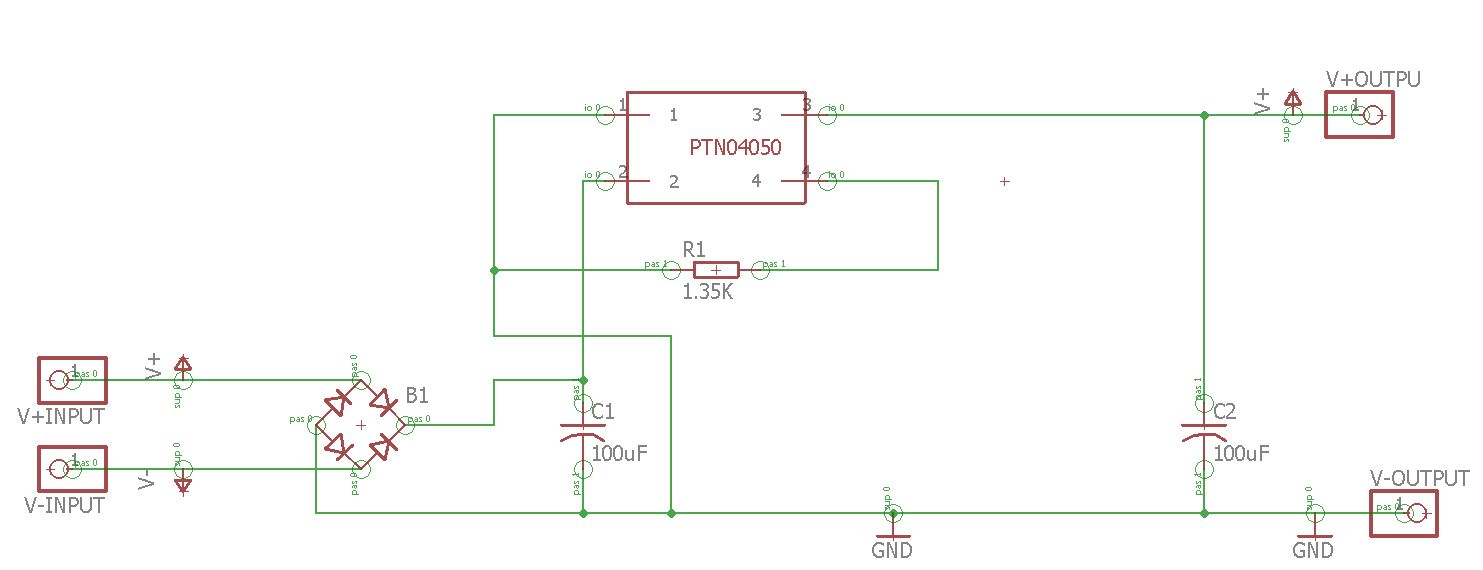 V+OUTPU
V+
1
pas 0
sup 0
io 0
1
1
3
3
io 0
PTN04050
io 0
2
2
4
4
io 0
R1
pas 1
pas 1
1.35K
V+
1
pas 0
sup 0
V+INPUT
pas 0
B1
pas 0
pas 0
pas 0
V-
1
pas 0
sup 0
V-INPUT
pas
C1
100uF
pas 1
pas 1
C2
100uF
pas 1
V-OUTPUT
1
pas 0
sup 0
GND
sup 0
GND